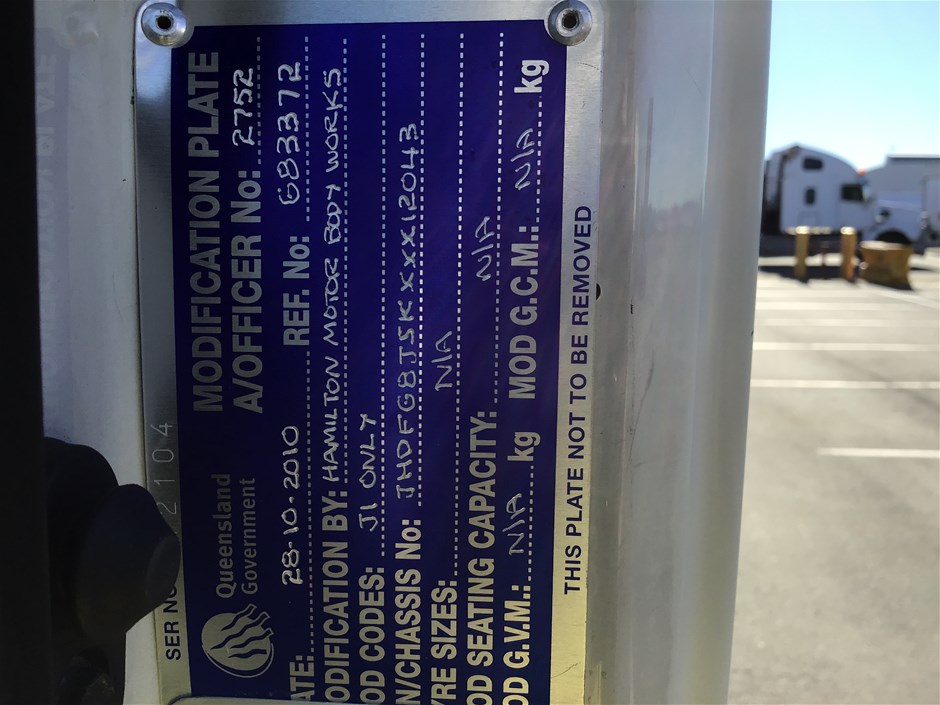 SER NO 2104
Queensland
Government
MODIFICATION PLATE
A/OFFICER No: 2752
ATE: 28-10-2010 REF. No: 683372
ODIFICATION BY: HAMILTON MOTOR BODY WORKS
OD CODES: J1 ONLY
N/CHASSIS No: JHDFG8J5KXXX12043
YRE SIZES: N/A
OD SEATING CAPACITY: N/A
OD G.V.M.: N/A kg MOD G.C.M.: N/A kg
THIS PLATE NOT TO BE REMOVED